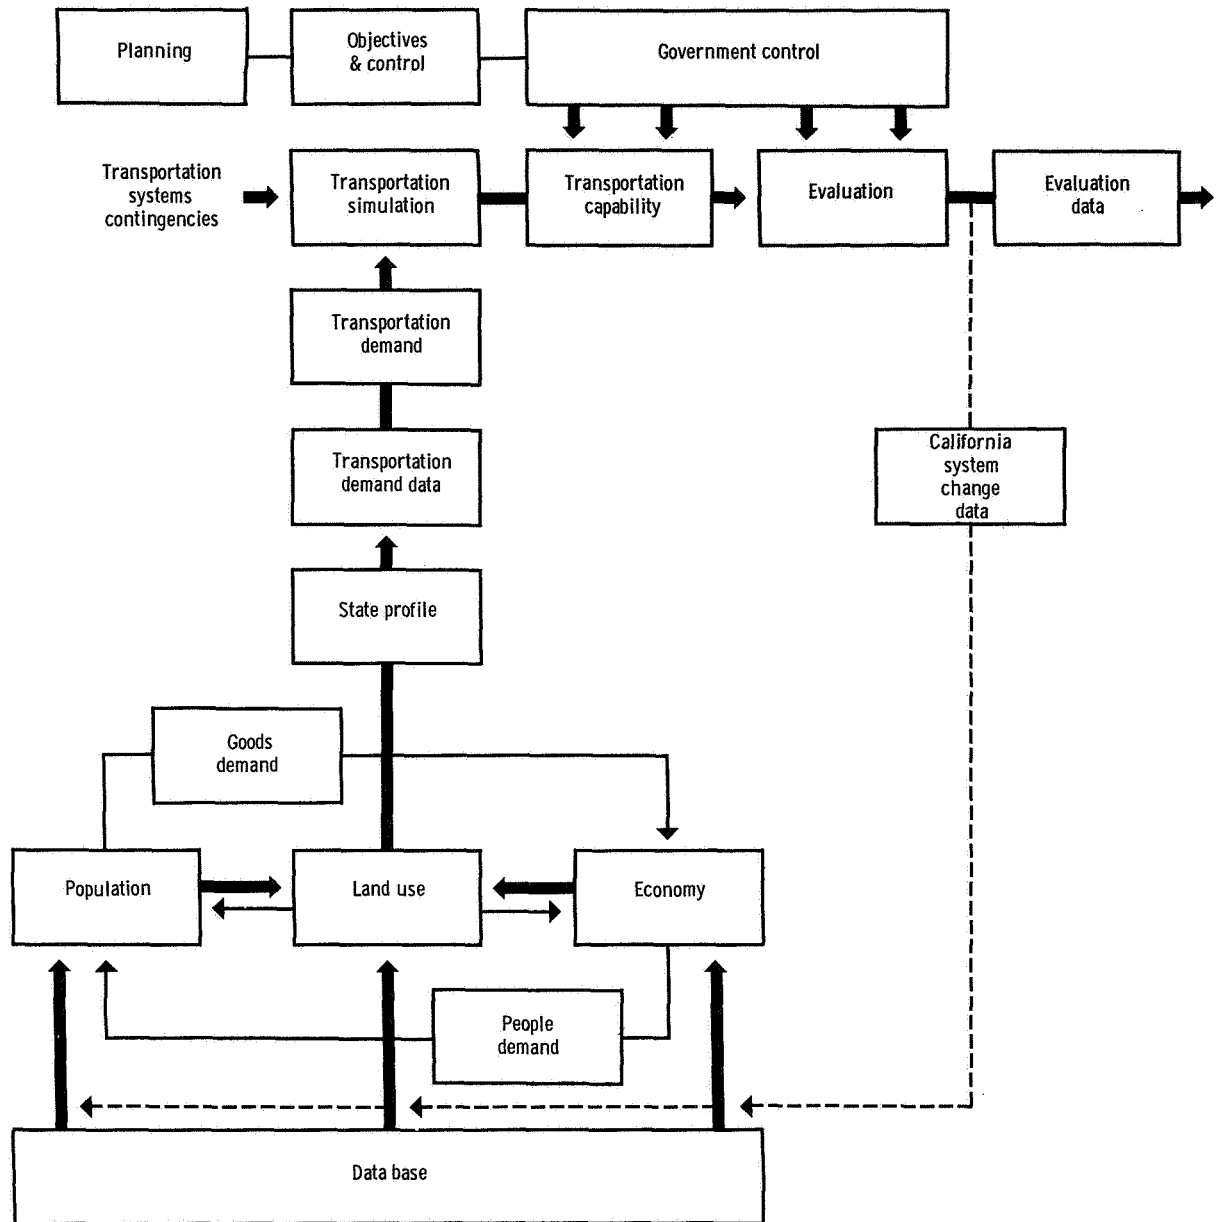 Planning
Objectives
& control
Government control
Transportation
systems
contingencies
Transportation
simulation
Transportation
capability
Evaluation
Evaluation
data
Transportation
demand
Transportation
demand data
California
system
change
data
State profile
Goods
demand
Population
Land use
Economy
People
demand
Data base